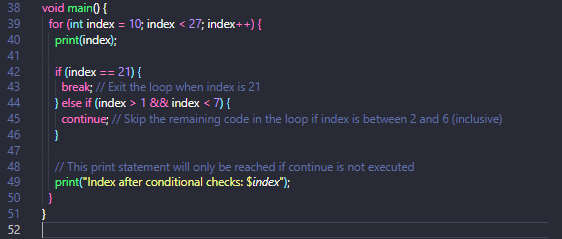 38 void main() {
39 for (int index = 10; index < 27; index++) {
40 print(index);
41
42 if (index == 21) {
43 break; // Exit the loop when index is 21
44 } else if (index > 1 && index < 7) {
45 continue; // Skip the remaining code in the loop if index is between 2 and 6 (inclusive)
46 }
47
48 // This print statement will only be reached if continue is not executed
49 print("Index after conditional checks: $index");
50 }
51 }
52